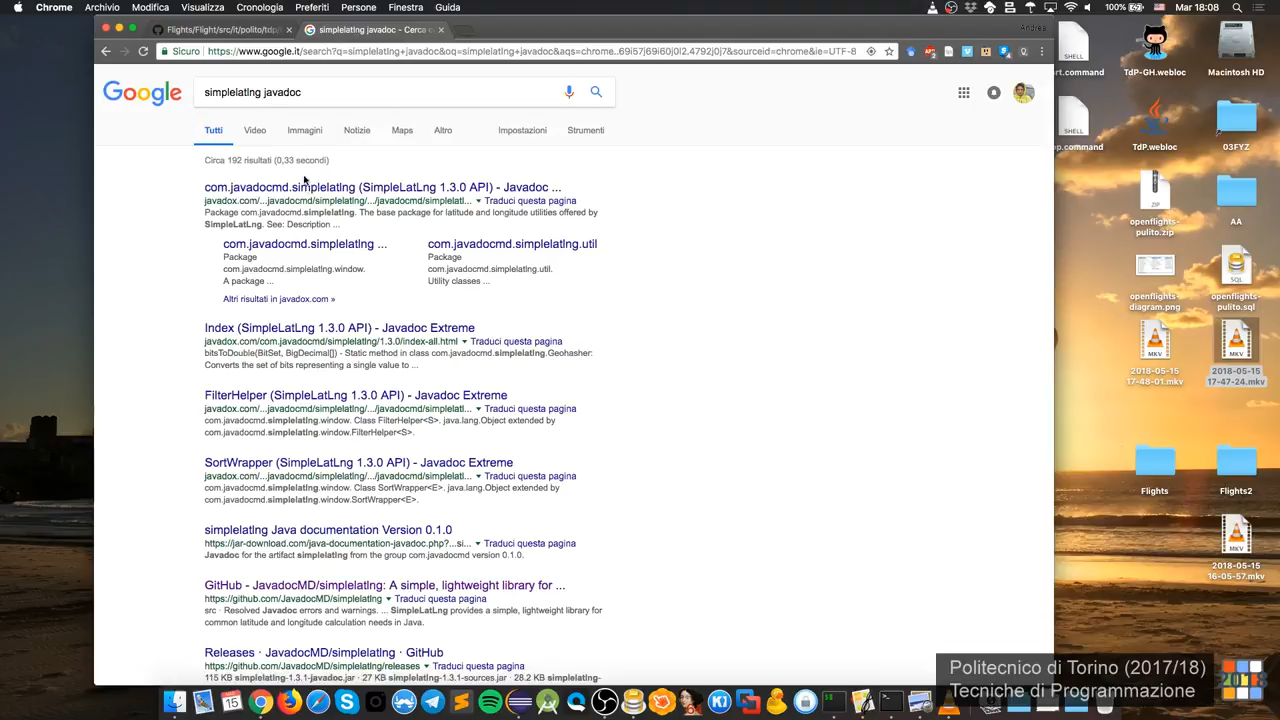 Chrome Archivio Modifica Visualizza Cronologia Preferiti Persone Finestra Guida
100% Mar 18:08
Flights/Flight/src/it/polito/tdp/
simplelatlng javadoc - Cerca c
Andrea
Sicuro https://www.google.it/search?q=simplelatlng+javadoc&oq=simplelatlng+javadoc&aqs=chrome..69i57j69i60j0l2.4792j0j7&sourceid=chrome&ie=UTF-8
Google
simplelatlng javadoc
Tutti Video Immagini Notizie Maps Altro Impostazioni Strumenti
Circa 192 risultati (0,33 secondi)
com.javadocmd.simplelatlng (SimpleLatLng 1.3.0 API) - Javadoc ...
javadox.com/...javadocmd/simplelatlng/.../javadocmd/simplelatl... Traduci questa pagina
Package com.javadocmd.simplelatlng. The base package for latitude and longitude utilities offered by
SimpleLatLng. See: Description ...
com.javadocmd.simplelatlng ...
Package
com.javadocmd.simplelatlng.window.
A package ...
com.javadocmd.simplelatlng.util
Package
com.javadocmd.simplelatlng.util.
Utility classes ...
Altri risultati in javadox.com »
Index (SimpleLatLng 1.3.0 API) - Javadoc Extreme
javadox.com/com.javadocmd/simplelatlng/1.3.0/index-all.html Traduci questa pagina
bitsToDouble(BitSet, BigDecimal[]) - Static method in class com.javadocmd.simplelatlng.Geohasher:
Converts the set of bits representing a single value to ...
FilterHelper (SimpleLatLng 1.3.0 API) - Javadoc Extreme
javadox.com/...javadocmd/simplelatlng/.../javadocmd/simplelatl... Traduci questa pagina
com.javadocmd.simplelatlng.window. Class FilterHelper<S>. java.lang.Object extended by
com.javadocmd.simplelatlng.window.FilterHelper<S>.
SortWrapper (SimpleLatLng 1.3.0 API) - Javadoc Extreme
javadox.com/...javadocmd/simplelatlng/.../javadocmd/simplelatl... Traduci questa pagina
com.javadocmd.simplelatlng.window. Class SortWrapper<E>. java.lang.Object extended by
com.javadocmd.simplelatlng.window.SortWrapper<E>.
simplelatlng Java documentation Version 0.1.0
https://jar-download.com/java-documentation-javadoc.php?...si... Traduci questa pagina
Javadoc for the artifact simplelatlng from the group com.javadocmd version 0.1.0.
GitHub - JavadocMD/simplelatlng: A simple, lightweight library for ...
https://github.com/JavadocMD/simplelatlng Traduci questa pagina
src · Resolved Javadoc errors and warnings. ... SimpleLatLng provides a simple, lightweight library for
common latitude and longitude calculation needs in Java.
Releases · JavadocMD/simplelatlng · GitHub
https://github.com/JavadocMD/simplelatlng/releases Traduci questa pagina
115 KB simplelatlng-1.3.1-javadoc.jar · 27 KB simplelatlng-1.3.1-sources.jar · 28.2 KB simplelatlng-
SHELL
art.command
TdP-GH.webloc
Macintosh HD
SHELL
op.command
TdP.webloc
03FYZ
ZIP
openflights-
pulito.zip
AA
openflights-
diagram.png
SQL
openflights-
pulito.sql
MKV
2018-05-15
17-48-01.mkv
MKV
2018-05-15
17-47-24.mkv
Flights
Flights2
MKV
2018-05-15
16-05-57.mkv
Politecnico di Torino (2017/18)
Tecniche di Programmazione
2018